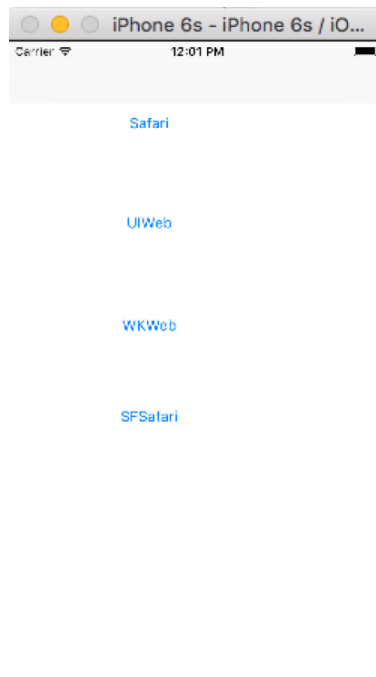 iPhone 6s - iPhone 6s / iO...
Carrier 12:01 PM
Safari
UIWeb
WKWeb
SFSafari